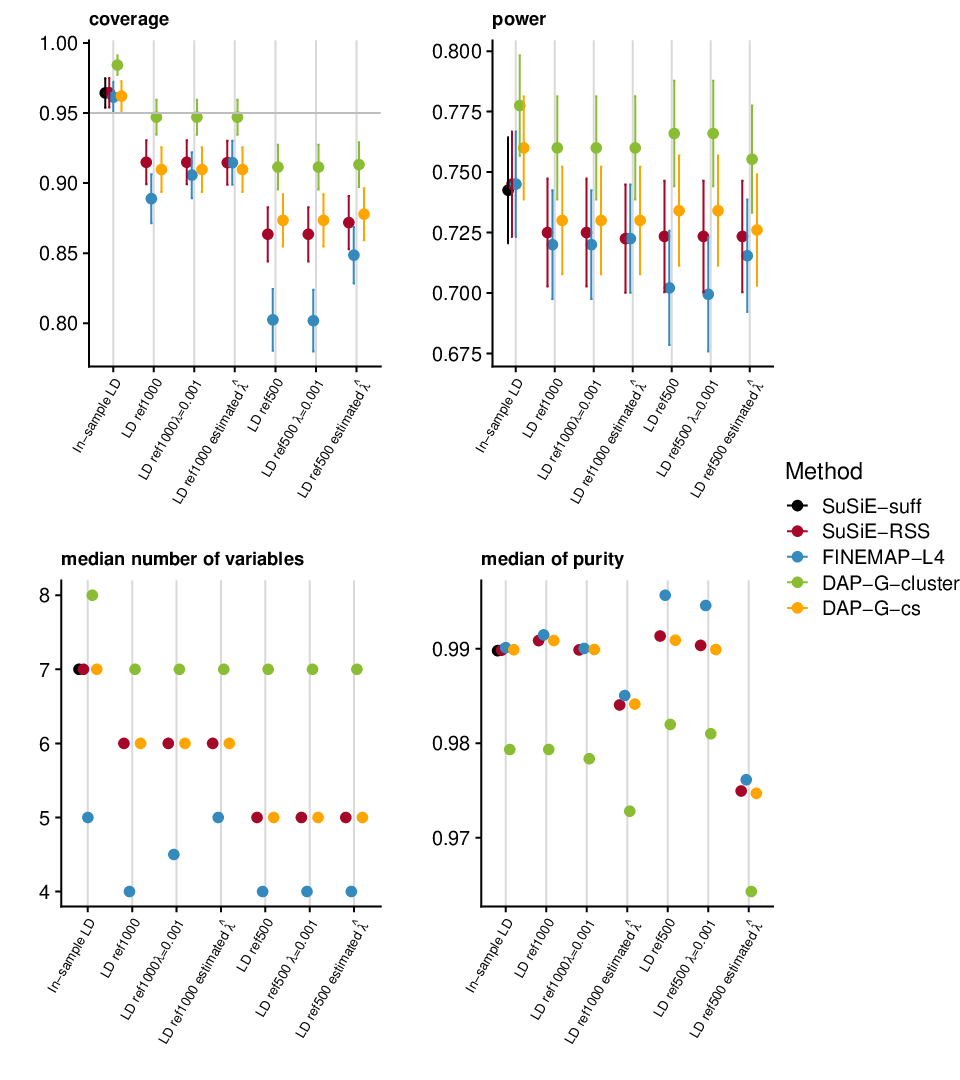 coverage
1.00
0.95
0.90
0.85
0.80
In−sample LD
LD ref1000
LD ref1000λ=0.001
LD ref1000 estimated λ̂
LD ref500
LD ref500 λ=0.001
LD ref500 estimated λ̂
power
0.800
0.775
0.750
0.725
0.700
0.675
In−sample LD
LD ref1000
LD ref1000λ=0.001
LD ref1000 estimated λ̂
LD ref500
LD ref500 λ=0.001
LD ref500 estimated λ̂
Method
SuSiE−suff
SuSiE−RSS
FINEMAP−L4
DAP−G−cluster
DAP−G−cs
median number of variables
8
7
6
5
4
In−sample LD
LD ref1000
LD ref1000λ=0.001
LD ref1000 estimated λ̂
LD ref500
LD ref500 λ=0.001
LD ref500 estimated λ̂
median of purity
0.99
0.98
0.97
In−sample LD
LD ref1000
LD ref1000λ=0.001
LD ref1000 estimated λ̂
LD ref500
LD ref500 λ=0.001
LD ref500 estimated λ̂